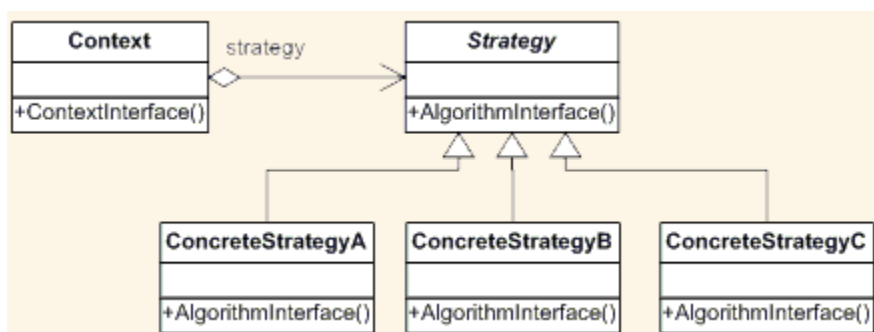 Context
strategy
Strategy
+ContextInterface()
+AlgorithmInterface()
ConcreteStrategyA
ConcreteStrategyB
ConcreteStrategyC
+AlgorithmInterface()
+AlgorithmInterface()
+AlgorithmInterface()